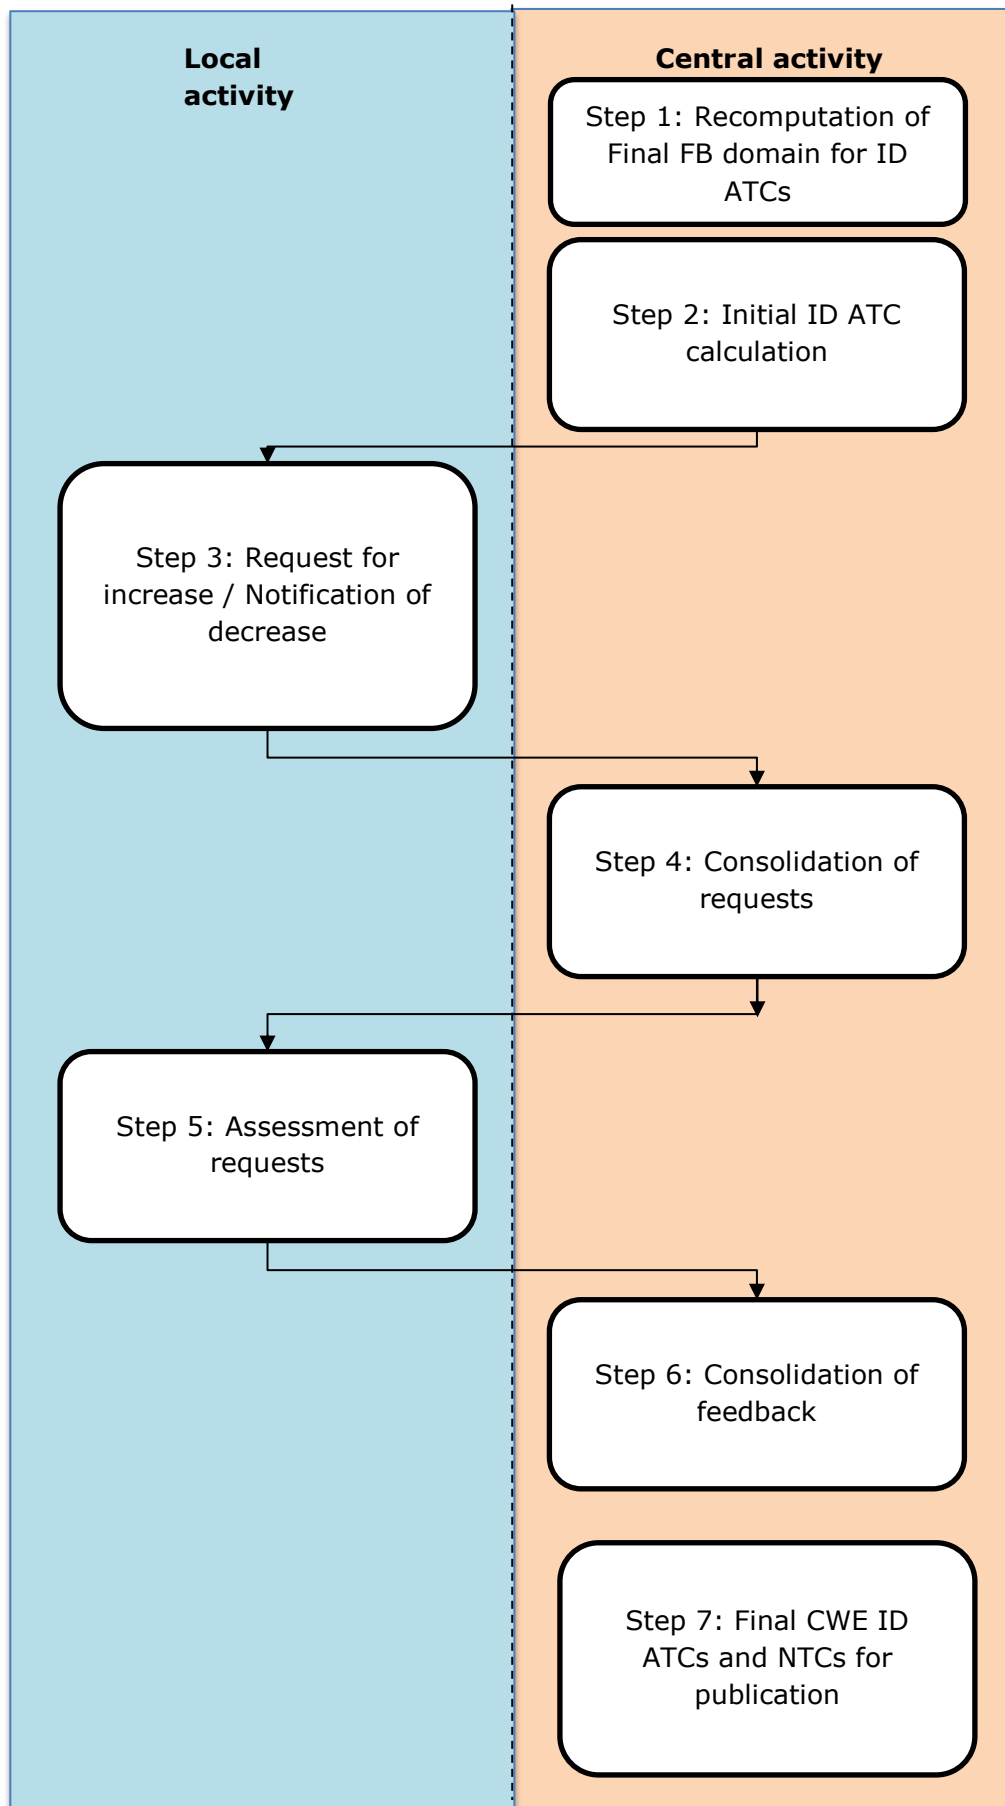 Local
activity
Central activity
Step 1: Recomputation of
Final FB domain for ID
ATCs
Step 2: Initial ID ATC
calculation
Step 3: Request for
increase / Notification of
decrease
Step 4: Consolidation of
requests
Step 5: Assessment of
requests
Step 6: Consolidation of
feedback
Step 7: Final CWE ID
ATCs and NTCs for
publication